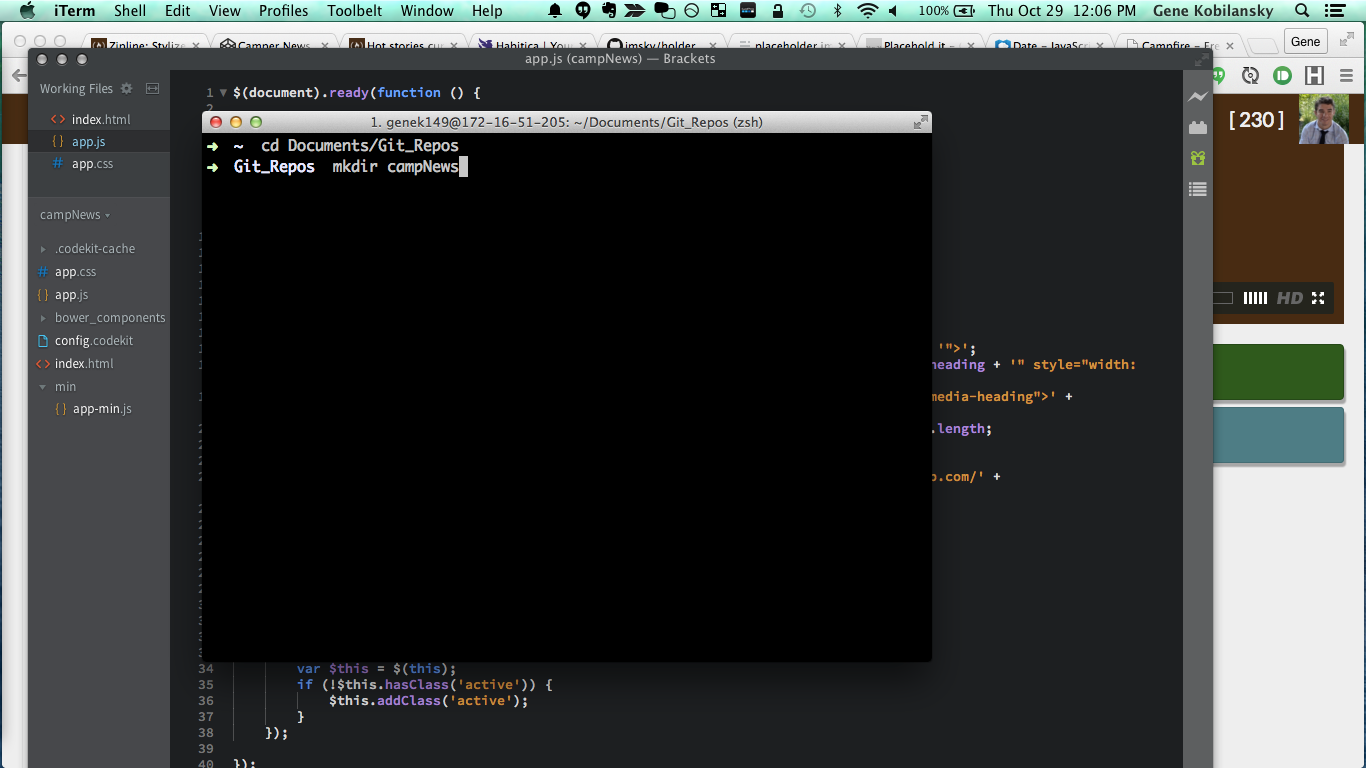 iTerm Shell Edit View Profiles Toolbelt Window Help 100% Thu Oct 29 12:06 PM Gene Kobilansky
Zipline: Styliz Camper News Hot stories cu Habitica | You imsky/holder placeholder im Placehold.it – Date – JavaSc Campfire – Fre Gene
app.js (campNews) — Brackets
Working Files
index.html
app.js
app.css
campNews
.codekit-cache
app.css
app.js
bower_components
config.codekit
index.html
min
app-min.js
1 $(document).ready(function () {
2
1. genek149@172-16-51-205: ~/Documents/Git_Repos (zsh)
➜ ~ cd Documents/Git_Repos
➜ Git_Repos mkdir campNews
[ 230 ]
HD
'">';
heading + '" style="width:
media-heading">' +
.length;
.com/' +
34 var $this = $(this);
35 if (!$this.hasClass('active')) {
36 $this.addClass('active');
37 }
38 });
39
40 });